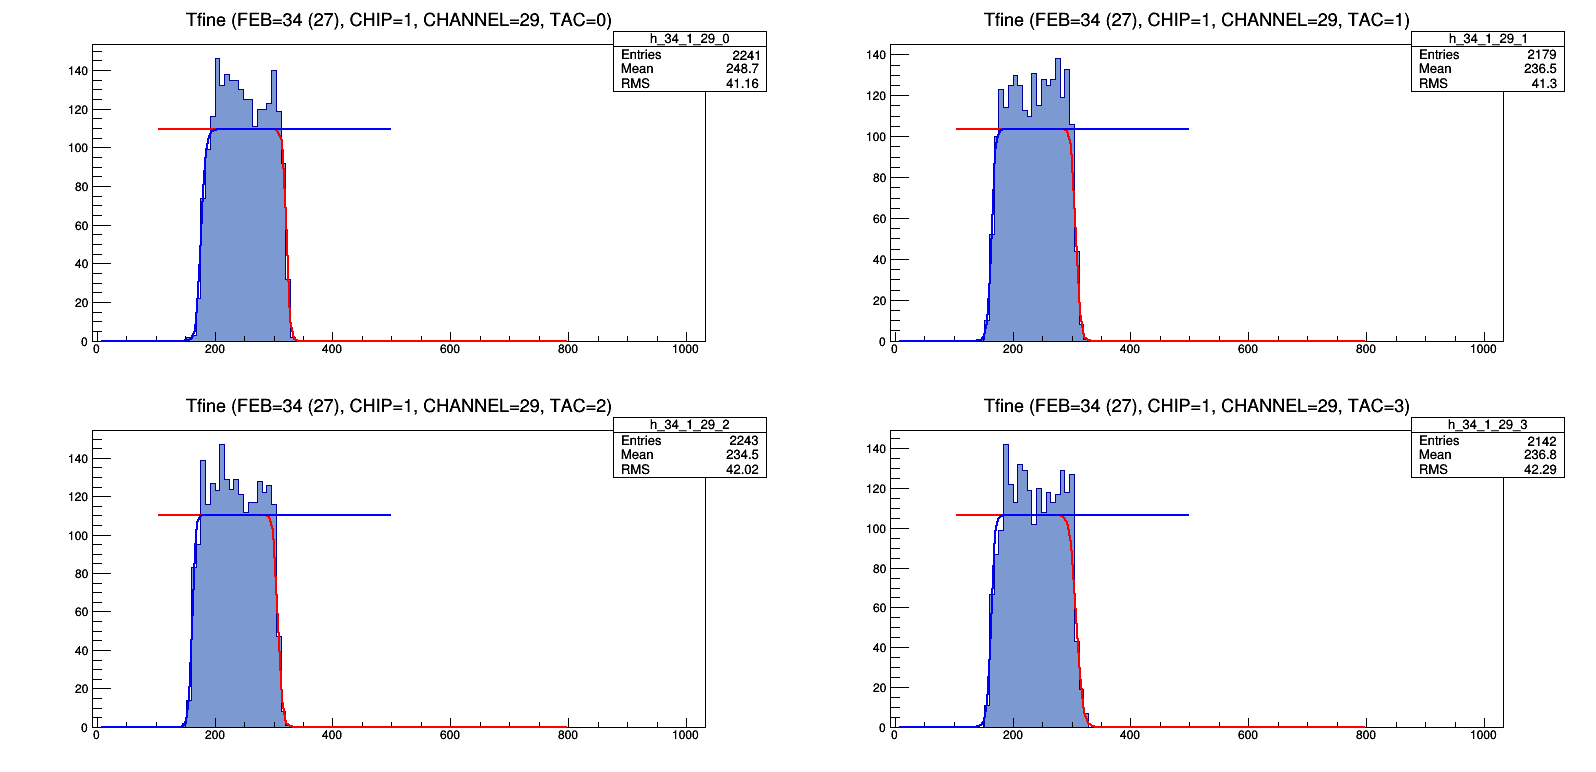 Tfine (FEB=34 (27), CHIP=1, CHANNEL=29, TAC=0)
h_34_1_29_0
Entries 2241
Mean 248.7
RMS 41.16
140
120
100
80
60
40
20
0
0 200 400 600 800 1000
Tfine (FEB=34 (27), CHIP=1, CHANNEL=29, TAC=1)
h_34_1_29_1
Entries 2179
Mean 236.5
RMS 41.3
140
120
100
80
60
40
20
0
0 200 400 600 800 1000
Tfine (FEB=34 (27), CHIP=1, CHANNEL=29, TAC=2)
h_34_1_29_2
Entries 2243
Mean 234.5
RMS 42.02
140
120
100
80
60
40
20
0
0 200 400 600 800 1000
Tfine (FEB=34 (27), CHIP=1, CHANNEL=29, TAC=3)
h_34_1_29_3
Entries 2142
Mean 236.8
RMS 42.29
140
120
100
80
60
40
20
0
0 200 400 600 800 1000